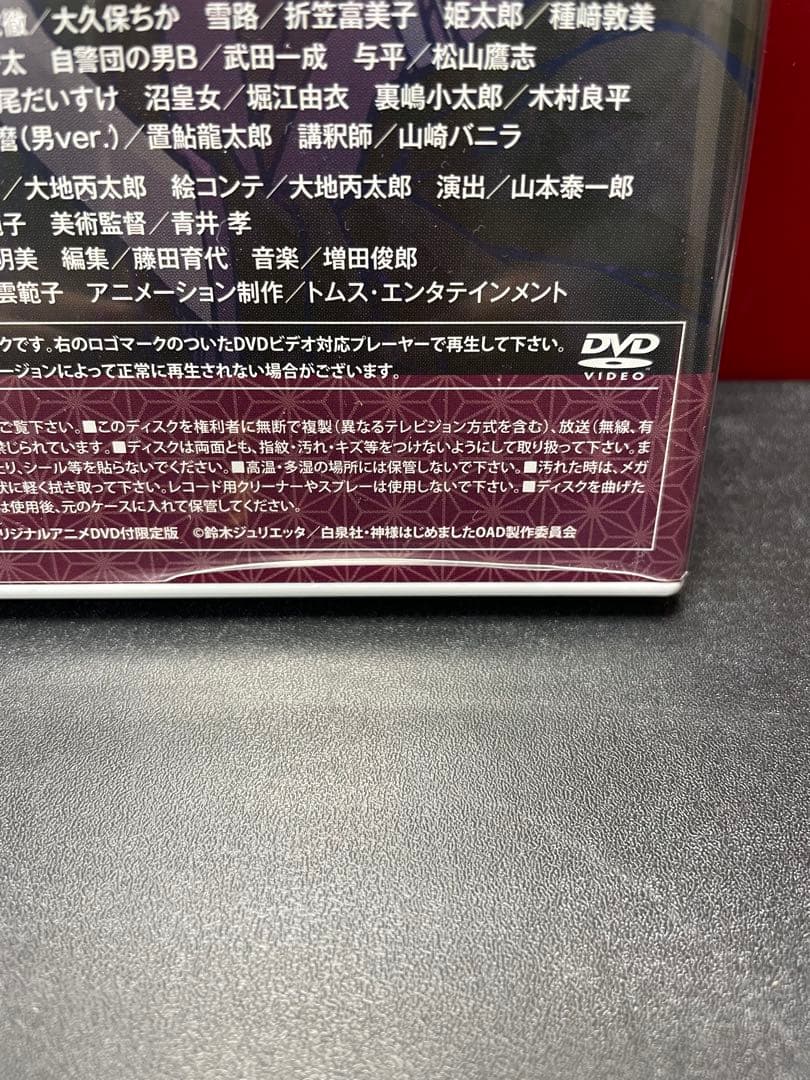 徹／大久保ちか 雪路／折笠富美子 姫太郎／種﨑敦美
太 自警団の男B／武田一成 与平／松山鷹志
尾だいすけ 沼皇女／堀江由衣 裏嶋小太郎／木村良平
麿（男ver.）／置鮎龍太郎 講釈師／山崎バニラ
／大地丙太郎 絵コンテ／大地丙太郎 演出／山本泰一郎
子 美術監督／青井 孝
明美 編集／藤田育代 音楽／増田俊郎
雲範子 アニメーション制作／トムス・エンタテインメント
クです。右のロゴマークのついたDVDビデオ対応プレーヤーで再生して下さい。
ージョンによって正常に再生されない場合がございます。
DVD
VIDEO
ご覧下さい。■このディスクを権利者に無断で複製（異なるテレビジョン方式を含む）、放送（無線、有
禁じられています。■ディスクは両面とも、指紋・汚れ・キズ等をつけないようにして取り扱って下さい。ま
たり、シール等を貼らないでください。■高温・多湿の場所には保管しないで下さい。■汚れた時は、メガ
状に軽く拭き取って下さい。レコード用クリーナーやスプレーは使用しないで下さい。■ディスクを曲げた
は使用後、元のケースに入れて保管してください。
リジナルアニメDVD付限定版 ©鈴木ジュリエッタ／白泉社・神様はじめましたOAD製作委員会